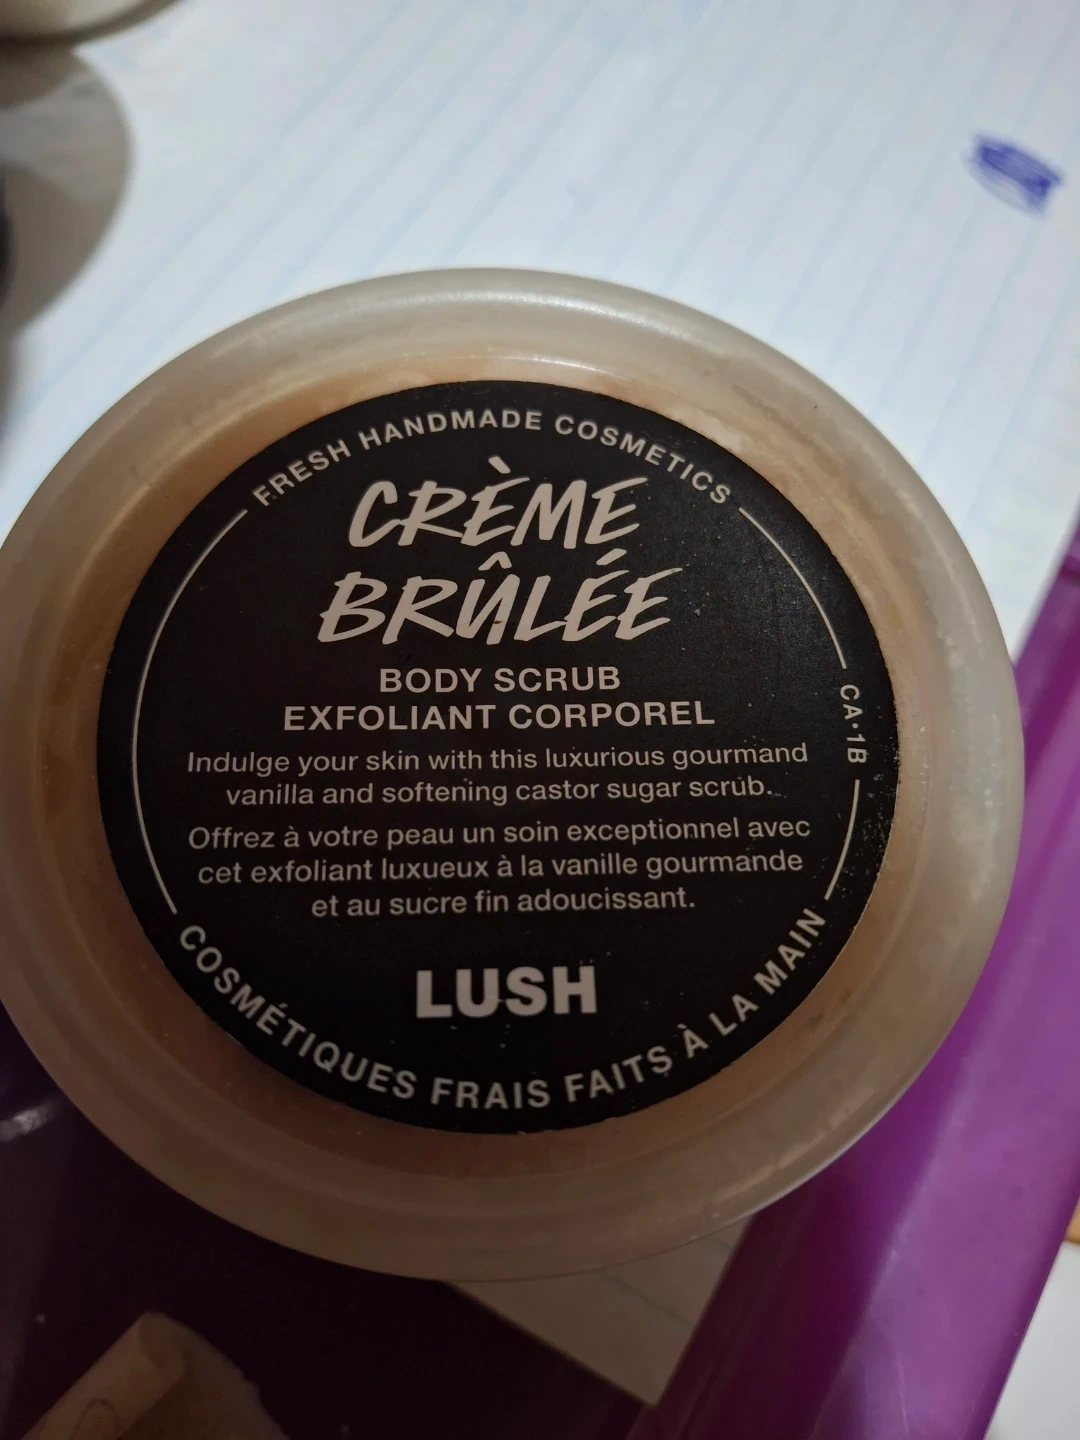 FRESH HANDMADE COSMETICS
CRÈME
BRÛLÉE
BODY SCRUB
EXFOLIANT CORPOREL
CA•1B
Indulge your skin with this luxurious gourmand
vanilla and softening castor sugar scrub.
Offrez à votre peau un soin exceptionnel avec
cet exfoliant luxueux à la vanille gourmande
et au sucre fin adoucissant.
LUSH
COSMÉTIQUES FRAIS FAITS À LA MAIN